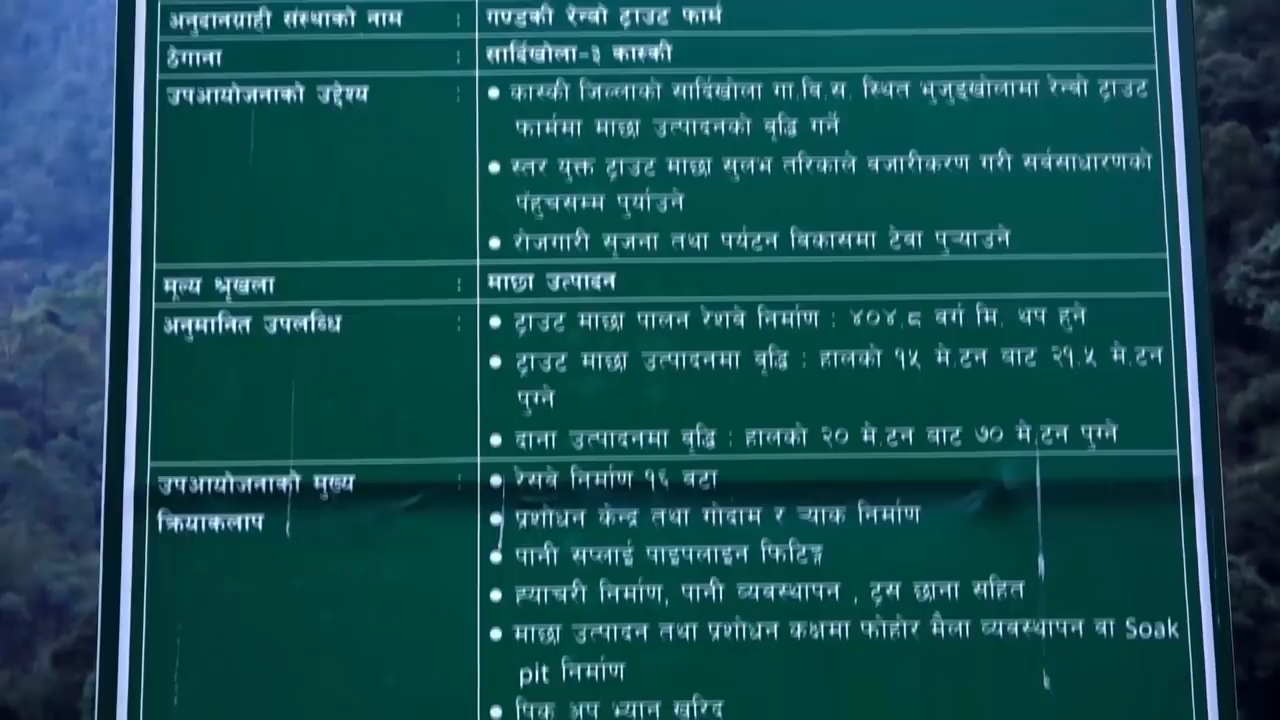 अनुदानग्राही संस्थाको नाम : गण्डकी रेन्बो ट्राउट फार्म
ठेगाना : सार्दिखोला-३ कास्की
उपआयोजनाको उद्देश्य : ● कास्की जिल्लाको सार्दिखोला गा.वि.स. स्थित भुजुङखोलामा रेन्बो ट्राउट
फार्ममा माछा उत्पादनको वृद्धि गर्ने
● स्तर युक्त ट्राउट माछा सुलभ तरिकाले बजारीकरण गरी सर्वसाधारणको
पंहुचसम्म पुर्याउने
● रोजगारी सृजना तथा पर्यटन विकासमा टेवा पुऱ्याउने
मूल्य श्रृखला : माछा उत्पादन
अनुमानित उपलब्धि : ● ट्राउट माछा पालन रेशवे निर्माण : ४०४.८ वर्ग मि. थप हुने
● ट्राउट माछा उत्पादनमा वृद्धि : हालको १५ मे.टन बाट २१.५ मे.टन
पुग्ने
● दाना उत्पादनमा वृद्धि : हालको २० मे.टन बाट ७० मे.टन पुग्ने
उपआयोजनाको मुख्य : ● रेसवे निर्माण १६ वटा
क्रियाकलाप ● प्रशोधन केन्द्र तथा गोदाम र ऱ्याक निर्माण
● पानी सप्लाई पाइपलाइन फिटिङ्ग
● ह्याचरी निर्माण, पानी व्यवस्थापन , ट्रस छाना सहित
● माछा उत्पादन तथा प्रशोधन कक्षमा फोहोर मैला व्यवस्थापन वा Soak
pit निर्माण
● पिक अप भ्यान खरिद